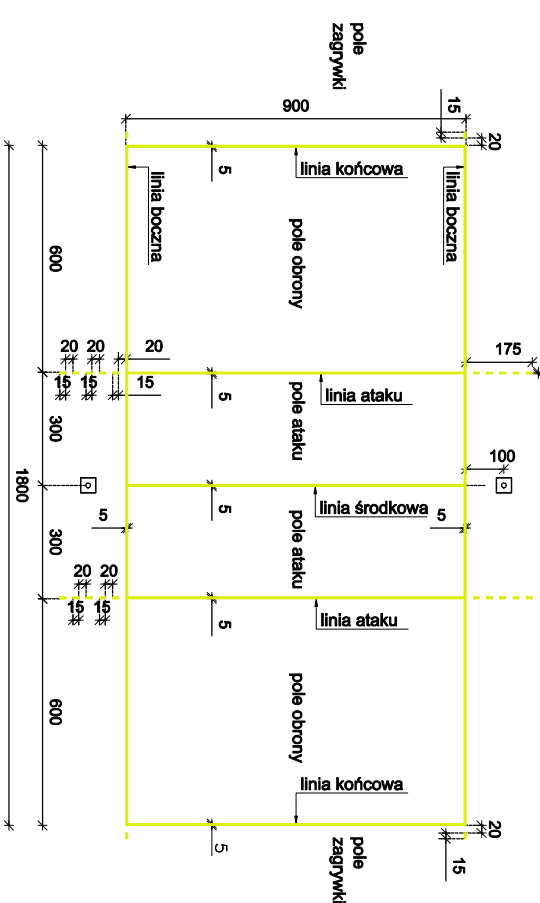 pole
zagrywki
900
15
20
linia końcowa
5
linia boczna
linia boczna
600
pole obrony
20
20
20
175
15
15
15
5
linia ataku
300
pole ataku
100
1800
linia środkowa
5
5
5
300
pole ataku
20
20
15
15
5
linia ataku
600
pole obrony
linia końcowa
20
5
15
pole
zagrywki